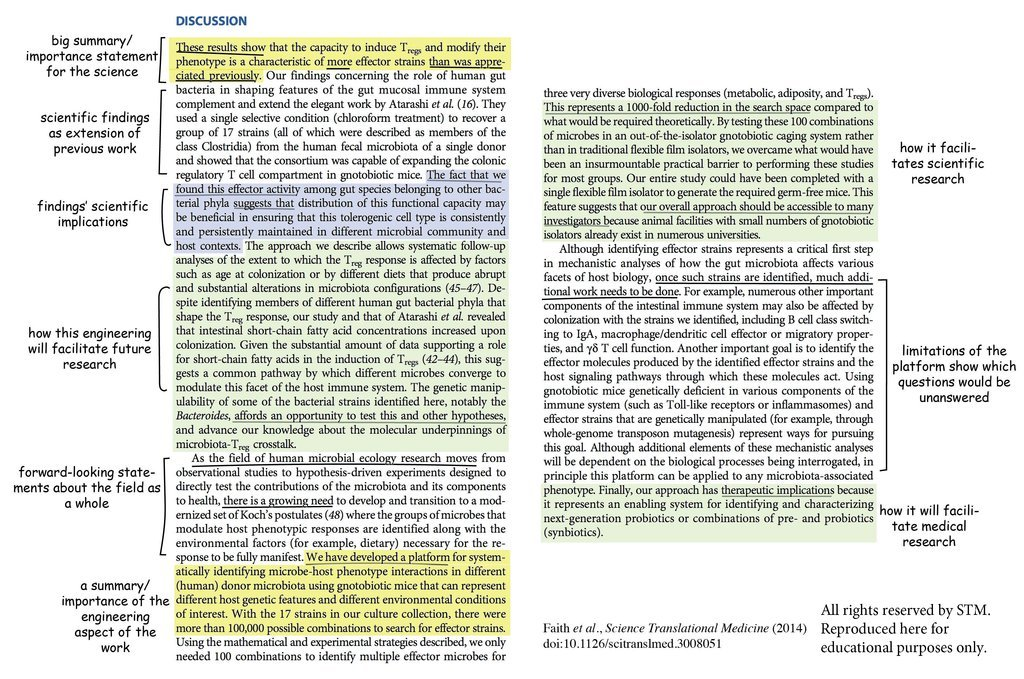 DISCUSSION
big summary/
importance statement
for the science
These results show that the capacity to induce Tregs and modify their
phenotype is a characteristic of more effector strains than was appre-
ciated previously. Our findings concerning the role of human gut
bacteria in shaping features of the gut mucosal immune system
complement and extend the elegant work by Atarashi et al. (16). They
used a single selective condition (chloroform treatment) to recover a
group of 17 strains (all of which were described as members of the
class Clostridia) from the human fecal microbiota of a single donor
and showed that the consortium was capable of expanding the colonic
regulatory T cell compartment in gnotobiotic mice. The fact that we
found this effector activity among gut species belonging to other bac-
terial phyla suggests that distribution of this functional capacity may
be beneficial in ensuring that this tolerogenic cell type is consistently
and persistently maintained in different microbial community and
host contexts. The approach we describe allows systematic follow-up
analyses of the extent to which the Treg response is affected by factors
such as age at colonization or by different diets that produce abrupt
and substantial alterations in microbiota configurations (45–47). De-
spite identifying members of different human gut bacterial phyla that
shape the Treg response, our study and that of Atarashi et al. revealed
that intestinal short-chain fatty acid concentrations increased upon
colonization. Given the substantial amount of data supporting a role
for short-chain fatty acids in the induction of Tregs (42–44), this sug-
gests a common pathway by which different microbes converge to
modulate this facet of the host immune system. The genetic manip-
ulability of some of the bacterial strains identified here, notably the
Bacteroides, affords an opportunity to test this and other hypotheses,
and advance our knowledge about the molecular underpinnings of
microbiota-Treg crosstalk.
As the field of human microbial ecology research moves from
observational studies to hypothesis-driven experiments designed to
directly test the contributions of the microbiota and its components
to health, there is a growing need to develop and transition to a mod-
ernized set of Koch's postulates (48) where the groups of microbes that
modulate host phenotypic responses are identified along with the
environmental factors (for example, dietary) necessary for the re-
sponse to be fully manifest. We have developed a platform for system-
atically identifying microbe-host phenotype interactions in different
(human) donor microbiota using gnotobiotic mice that can represent
different host genetic features and different environmental conditions
of interest. With the 17 strains in our culture collection, there were
more than 100,000 possible combinations to search for effector strains.
Using the mathematical and experimental strategies described, we only
needed 100 combinations to identify multiple effector microbes for
scientific findings
as extension of
previous work
findings' scientific
implications
how this engineering
will facilitate future
research
forward-looking state-
ments about the field as
a whole
a summary/
importance of the
engineering
aspect of the
work
three very diverse biological responses (metabolic, adiposity, and Tregs).
This represents a 1000-fold reduction in the search space compared to
what would be required theoretically. By testing these 100 combinations
of microbes in an out-of-the-isolator gnotobiotic caging system rather
than in traditional flexible film isolators, we overcame what would have
been an insurmountable practical barrier to performing these studies
for most groups. Our entire study could have been completed with a
single flexible film isolator to generate the required germ-free mice. This
feature suggests that our overall approach should be accessible to many
investigators because animal facilities with small numbers of gnotobiotic
isolators already exist in numerous universities.
Although identifying effector strains represents a critical first step
in mechanistic analyses of how the gut microbiota affects various
facets of host biology, once such strains are identified, much addi-
tional work needs to be done. For example, numerous other important
components of the intestinal immune system may also be affected by
colonization with the strains we identified, including B cell class switch-
ing to IgA, macrophage/dendritic cell effector or migratory proper-
ties, and γδ T cell function. Another important goal is to identify the
effector molecules produced by the identified effector strains and the
host signaling pathways through which these molecules act. Using
gnotobiotic mice genetically deficient in various components of the
immune system (such as Toll-like receptors or inflammasomes) and
effector strains that are genetically manipulated (for example, through
whole-genome transposon mutagenesis) represent ways for pursuing
this goal. Although additional elements of these mechanistic analyses
will be dependent on the biological processes being interrogated, in
principle this platform can be applied to any microbiota-associated
phenotype. Finally, our approach has therapeutic implications because
it represents an enabling system for identifying and characterizing
next-generation probiotics or combinations of pre- and probiotics
(synbiotics).
how it facili-
tates scientific
research
limitations of the
platform show which
questions would be
unanswered
how it will facili-
tate medical
research
Faith et al., Science Translational Medicine (2014)
doi:10.1126/scitranslmed.3008051
All rights reserved by STM.
Reproduced here for
educational purposes only.